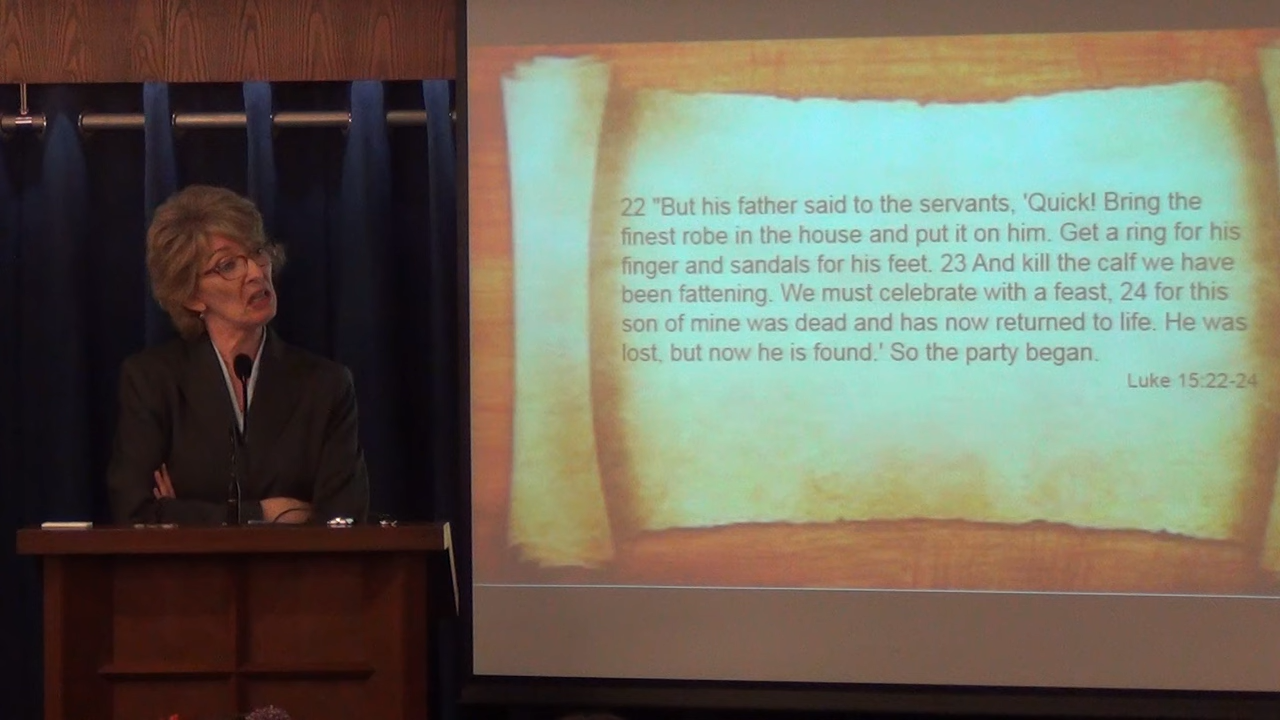 22 "But his father said to the servants, 'Quick! Bring the
finest robe in the house and put it on him. Get a ring for his
finger and sandals for his feet. 23 And kill the calf we have
been fattening. We must celebrate with a feast, 24 for this
son of mine was dead and has now returned to life. He was
lost, but now he is found.' So the party began.
Luke 15:22-24